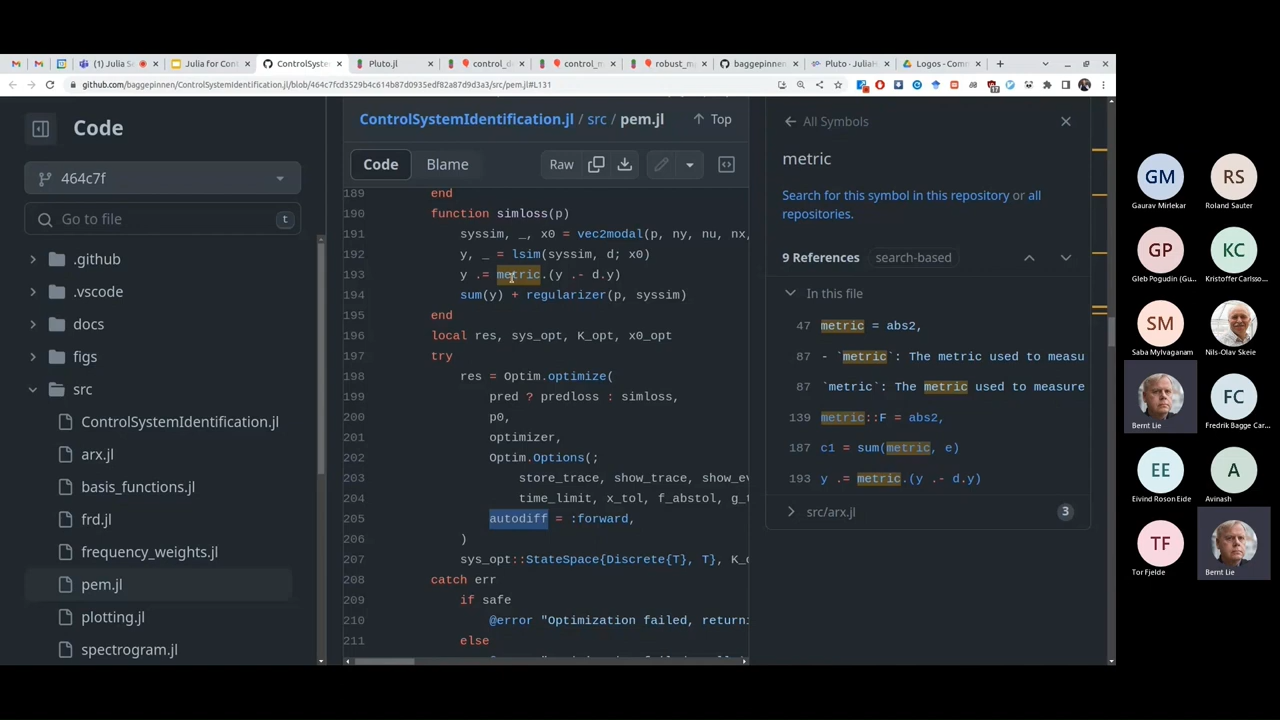 (1) Julia S
Julia for Cont
ControlSyste
Pluto.jl
control_de
control_m
robust_m
baggepinnen
Pluto · JuliaH
Logos - Com
github.com/baggepinnen/ControlSystemIdentification.jl/blob/464c7fcd3529b4c614b87d0935edf82a87d9d3a3/src/pem.jl#L131
Code
464c7f
Go to file
t
.github
.vscode
docs
figs
src
ControlSystemIdentification.jl
arx.jl
basis_functions.jl
frd.jl
frequency_weights.jl
pem.jl
plotting.jl
spectrogram.jl
ControlSystemIdentification.jl / src / pem.jl
Top
Code
Blame
Raw
189 end
190 function simloss(p)
191 syssim, _, x0 = vec2modal(p, ny, nu, nx,
192 y, _ = lsim(syssim, d; x0)
193 y .= metric.(y .- d.y)
194 sum(y) + regularizer(p, syssim)
195 end
196 local res, sys_opt, K_opt, x0_opt
197 try
198 res = Optim.optimize(
199 pred ? predloss : simloss,
200 p0,
201 optimizer,
202 Optim.Options(;
203 store_trace, show_trace, show_ev
204 time_limit, x_tol, f_abstol, g_t
205 autodiff = :forward,
206 )
207 sys_opt::StateSpace{Discrete{T}, T}, K_o
208 catch err
209 if safe
210 @error "Optimization failed, returni
211 else
All Symbols
metric
Search for this symbol in this repository or all
repositories.
9 References
search-based
In this file
47 metric = abs2,
87 - `metric`: The metric used to measu
87 `metric`: The metric used to measure
139 metric::F = abs2,
187 c1 = sum(metric, e)
193 y .= metric.(y .- d.y)
src/arx.jl
3
GM
Gaurav Mirlekar
RS
Roland Sauter
GP
Gleb Pogudin (Gu...
KC
Kristoffer Carlsso...
SM
Saba Mylvaganam
Nils-Olav Skeie
Bernt Lie
FC
Fredrik Bagge Car...
EE
Eivind Roson Eide
A
Avinash
TF
Tor Fjelde
Bernt Lie